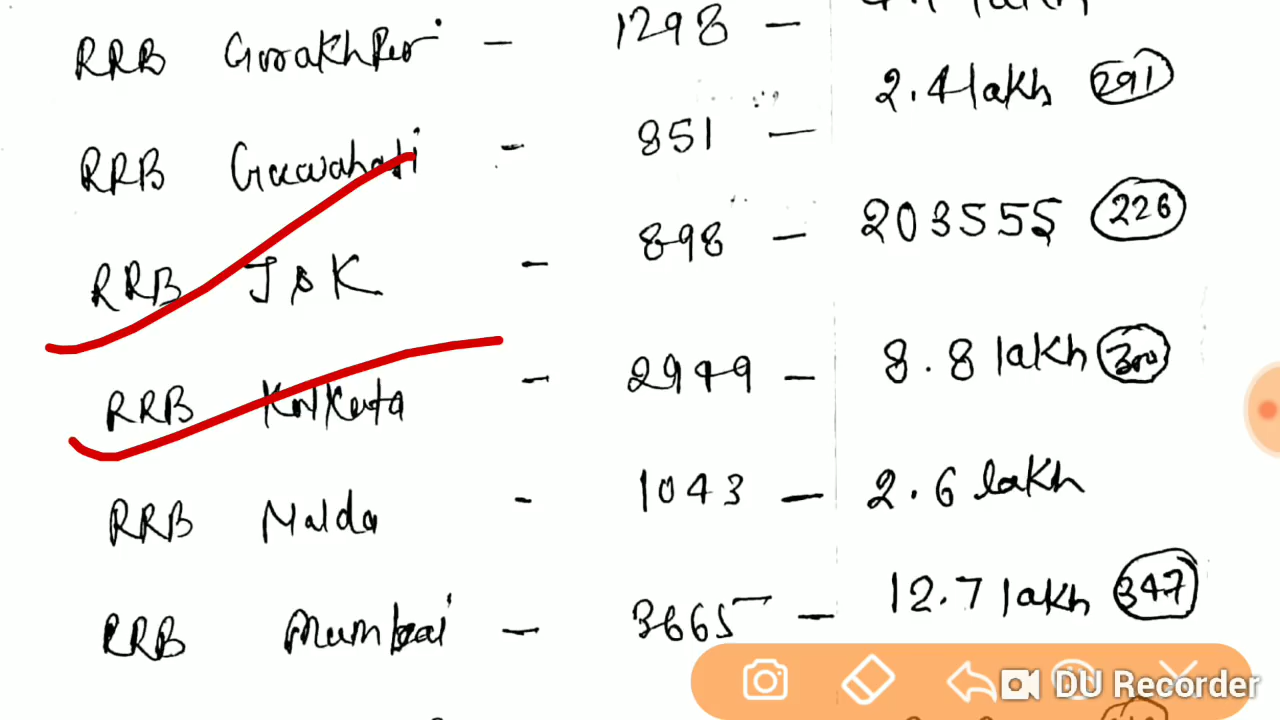 RRB Gorakhpur - 1298 -
RRB Guwahati - 851 - 2.4 lakh 291
RRB J&K - 898 - 203555 226
RRB Kolkata - 2949 - 8.8 lakh 300
RRB Malda - 1043 - 2.6 lakh
RRB Mumbai - 3665 - 12.7 lakh 347
DU Recorder